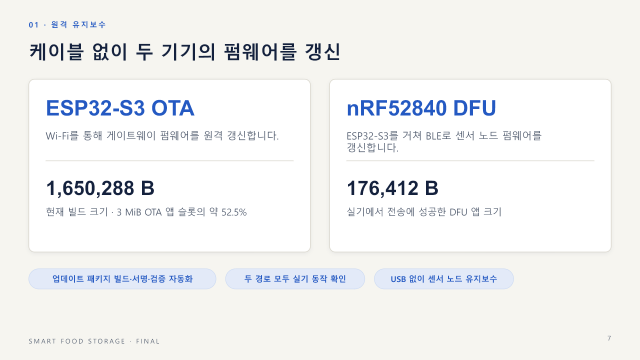 01 · 원격 유지보수
케이블 없이 두 기기의 펌웨어를 갱신
ESP32-S3 OTA
Wi-Fi를 통해 게이트웨이 펌웨어를 원격 갱신합니다.
1,650,288 B
현재 빌드 크기 · 3 MiB OTA 앱 슬롯의 약 52.5%
nRF52840 DFU
ESP32-S3를 거쳐 BLE로 센서 노드 펌웨어를
갱신합니다.
176,412 B
실기에서 전송에 성공한 DFU 앱 크기
업데이트 패키지 빌드·서명·검증 자동화
두 경로 모두 실기 동작 확인
USB 없이 센서 노드 유지보수
SMART FOOD STORAGE · FINAL
7